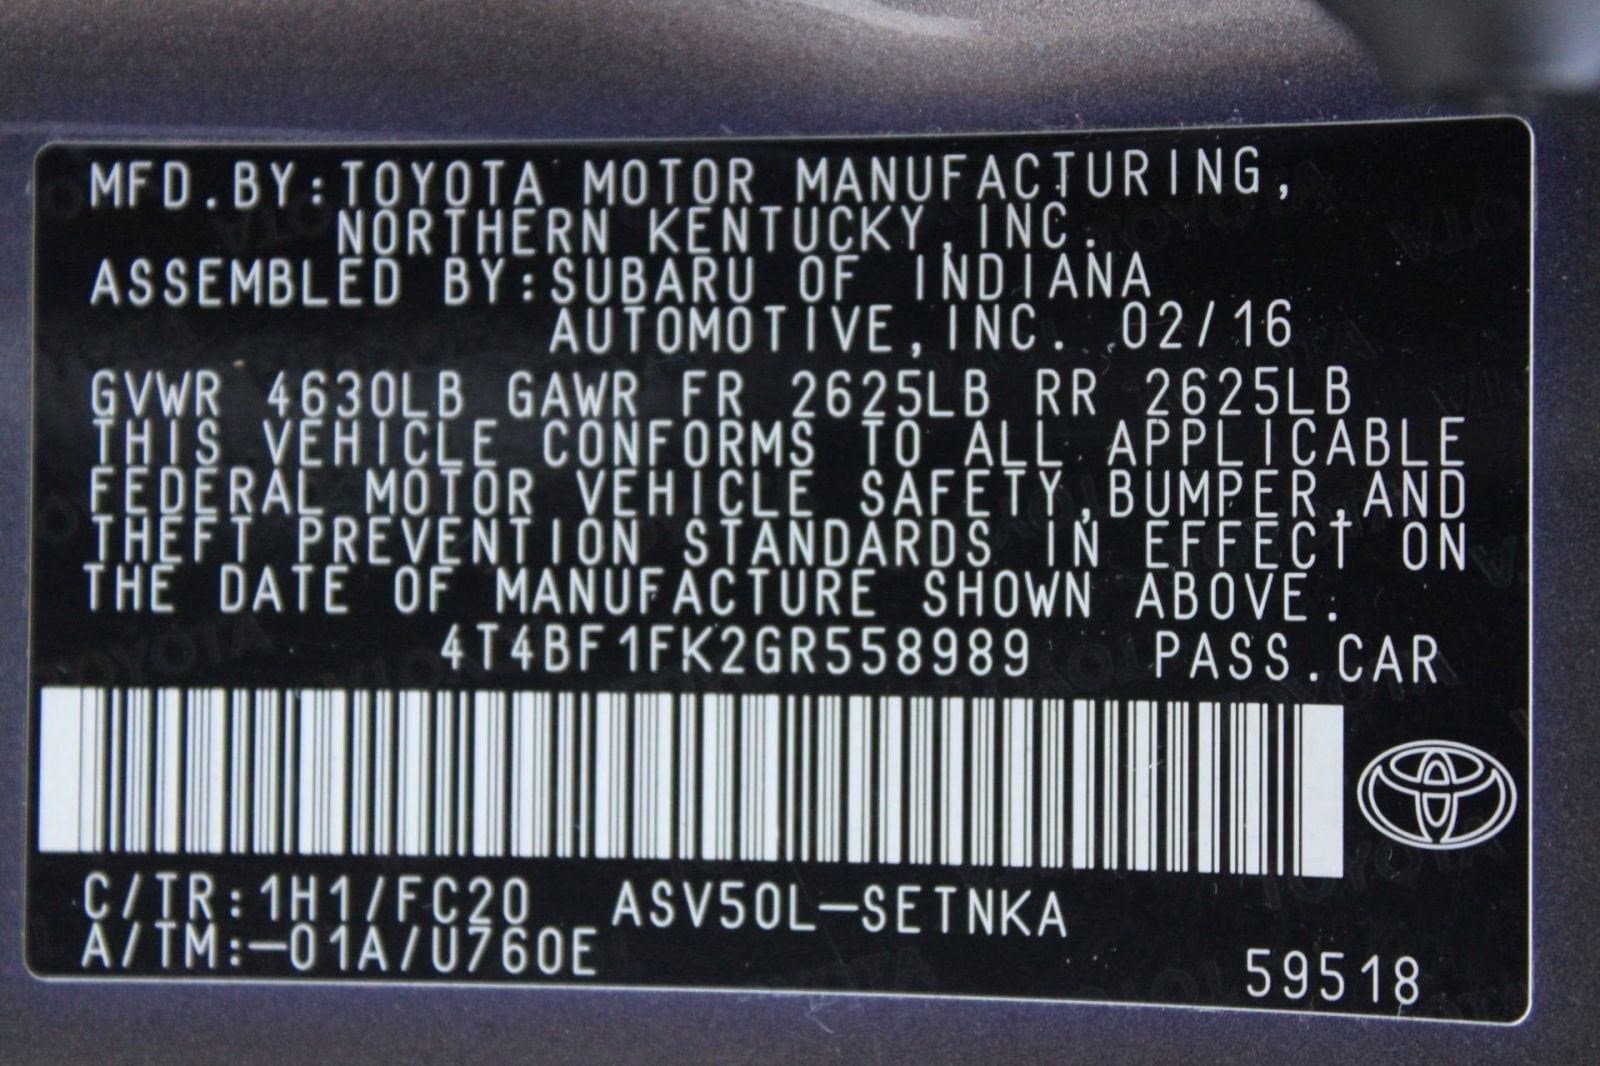 MFD.BY:TOYOTA MOTOR MANUFACTURING,
NORTHERN KENTUCKY,INC.
ASSEMBLED BY:SUBARU OF INDIANA
AUTOMOTIVE,INC. 02/16
GVWR 4630LB GAWR FR 2625LB RR 2625LB
THIS VEHICLE CONFORMS TO ALL APPLICABLE
FEDERAL MOTOR VEHICLE SAFETY,BUMPER,AND
THEFT PREVENTION STANDARDS IN EFFECT ON
THE DATE OF MANUFACTURE SHOWN ABOVE.
4T4BF1FK2GR558989 PASS.CAR
C/TR:1H1/FC20 ASV50L-SETNKA
A/TM:-01A/U760E
59518